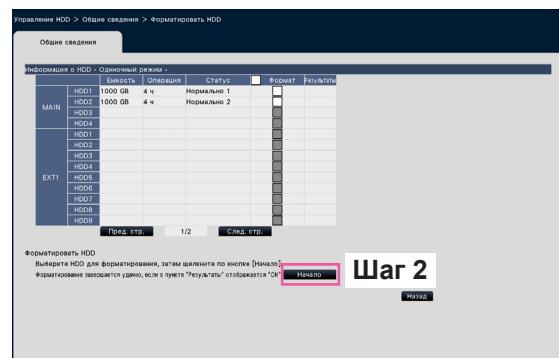 Управление HDD > Общие сведения > Форматировать HDD
Общие сведения
Информация о HDD - Одиночный режим -
Емкость Операция Статус Формат Результаты
MAIN
HDD1 1000 GB 4 ч Нормально 1
HDD2 1000 GB 4 ч Нормально 2
HDD3
HDD4
EXT1
HDD1
HDD2
HDD3
HDD4
HDD5
HDD6
HDD7
HDD8
HDD9
Пред. стр. 1/2 След. стр.
Форматировать HDD
Выберите HDD для форматирования, затем щелкните по кнопке [Начало].
Форматирование завершается удачно, если в пункте "Результаты" отображается "OK". Начало
Шаг 2
Назад